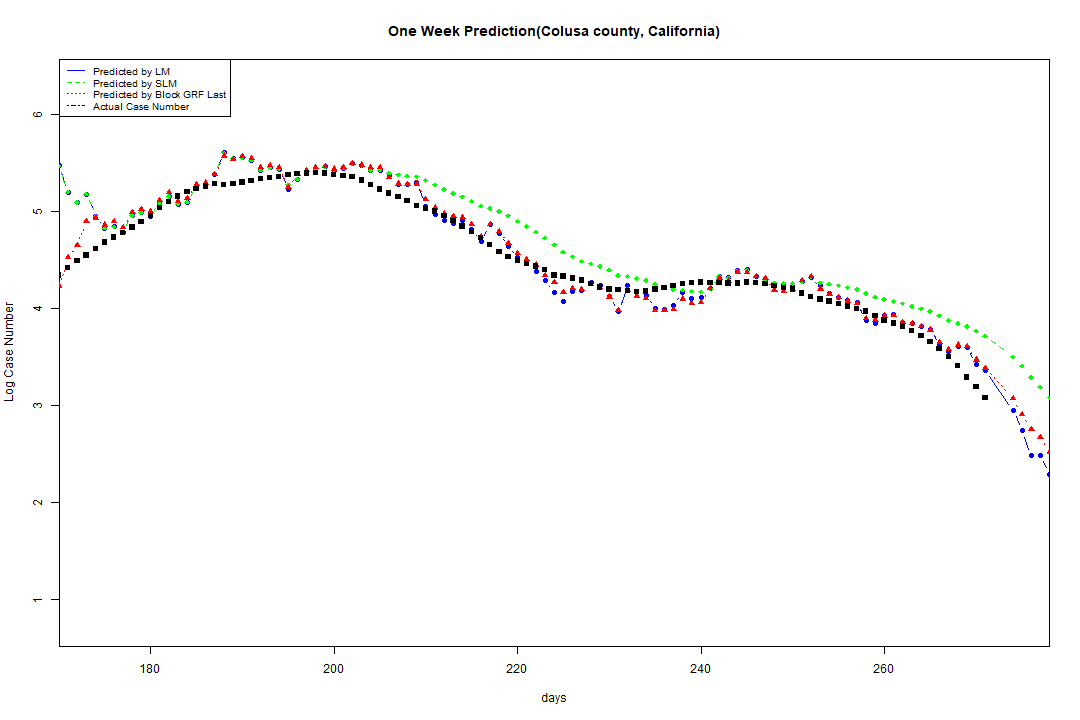 One Week Prediction(Colusa county, California)
Predicted by LM
Predicted by SLM
Predicted by Block GRF Last
Actual Case Number
6
5
4
3
2
1
Log Case Number
180 200 220 240 260
days